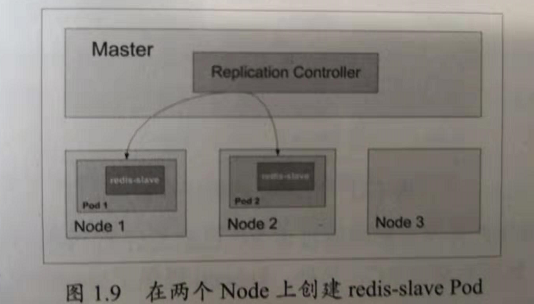 Master
Replication Controller
redis-slave
Pod 1
Node 1
redis-slave
Pod 2
Node 2
Node 3
图 1.9 在两个 Node 上创建 redis-slave Pod